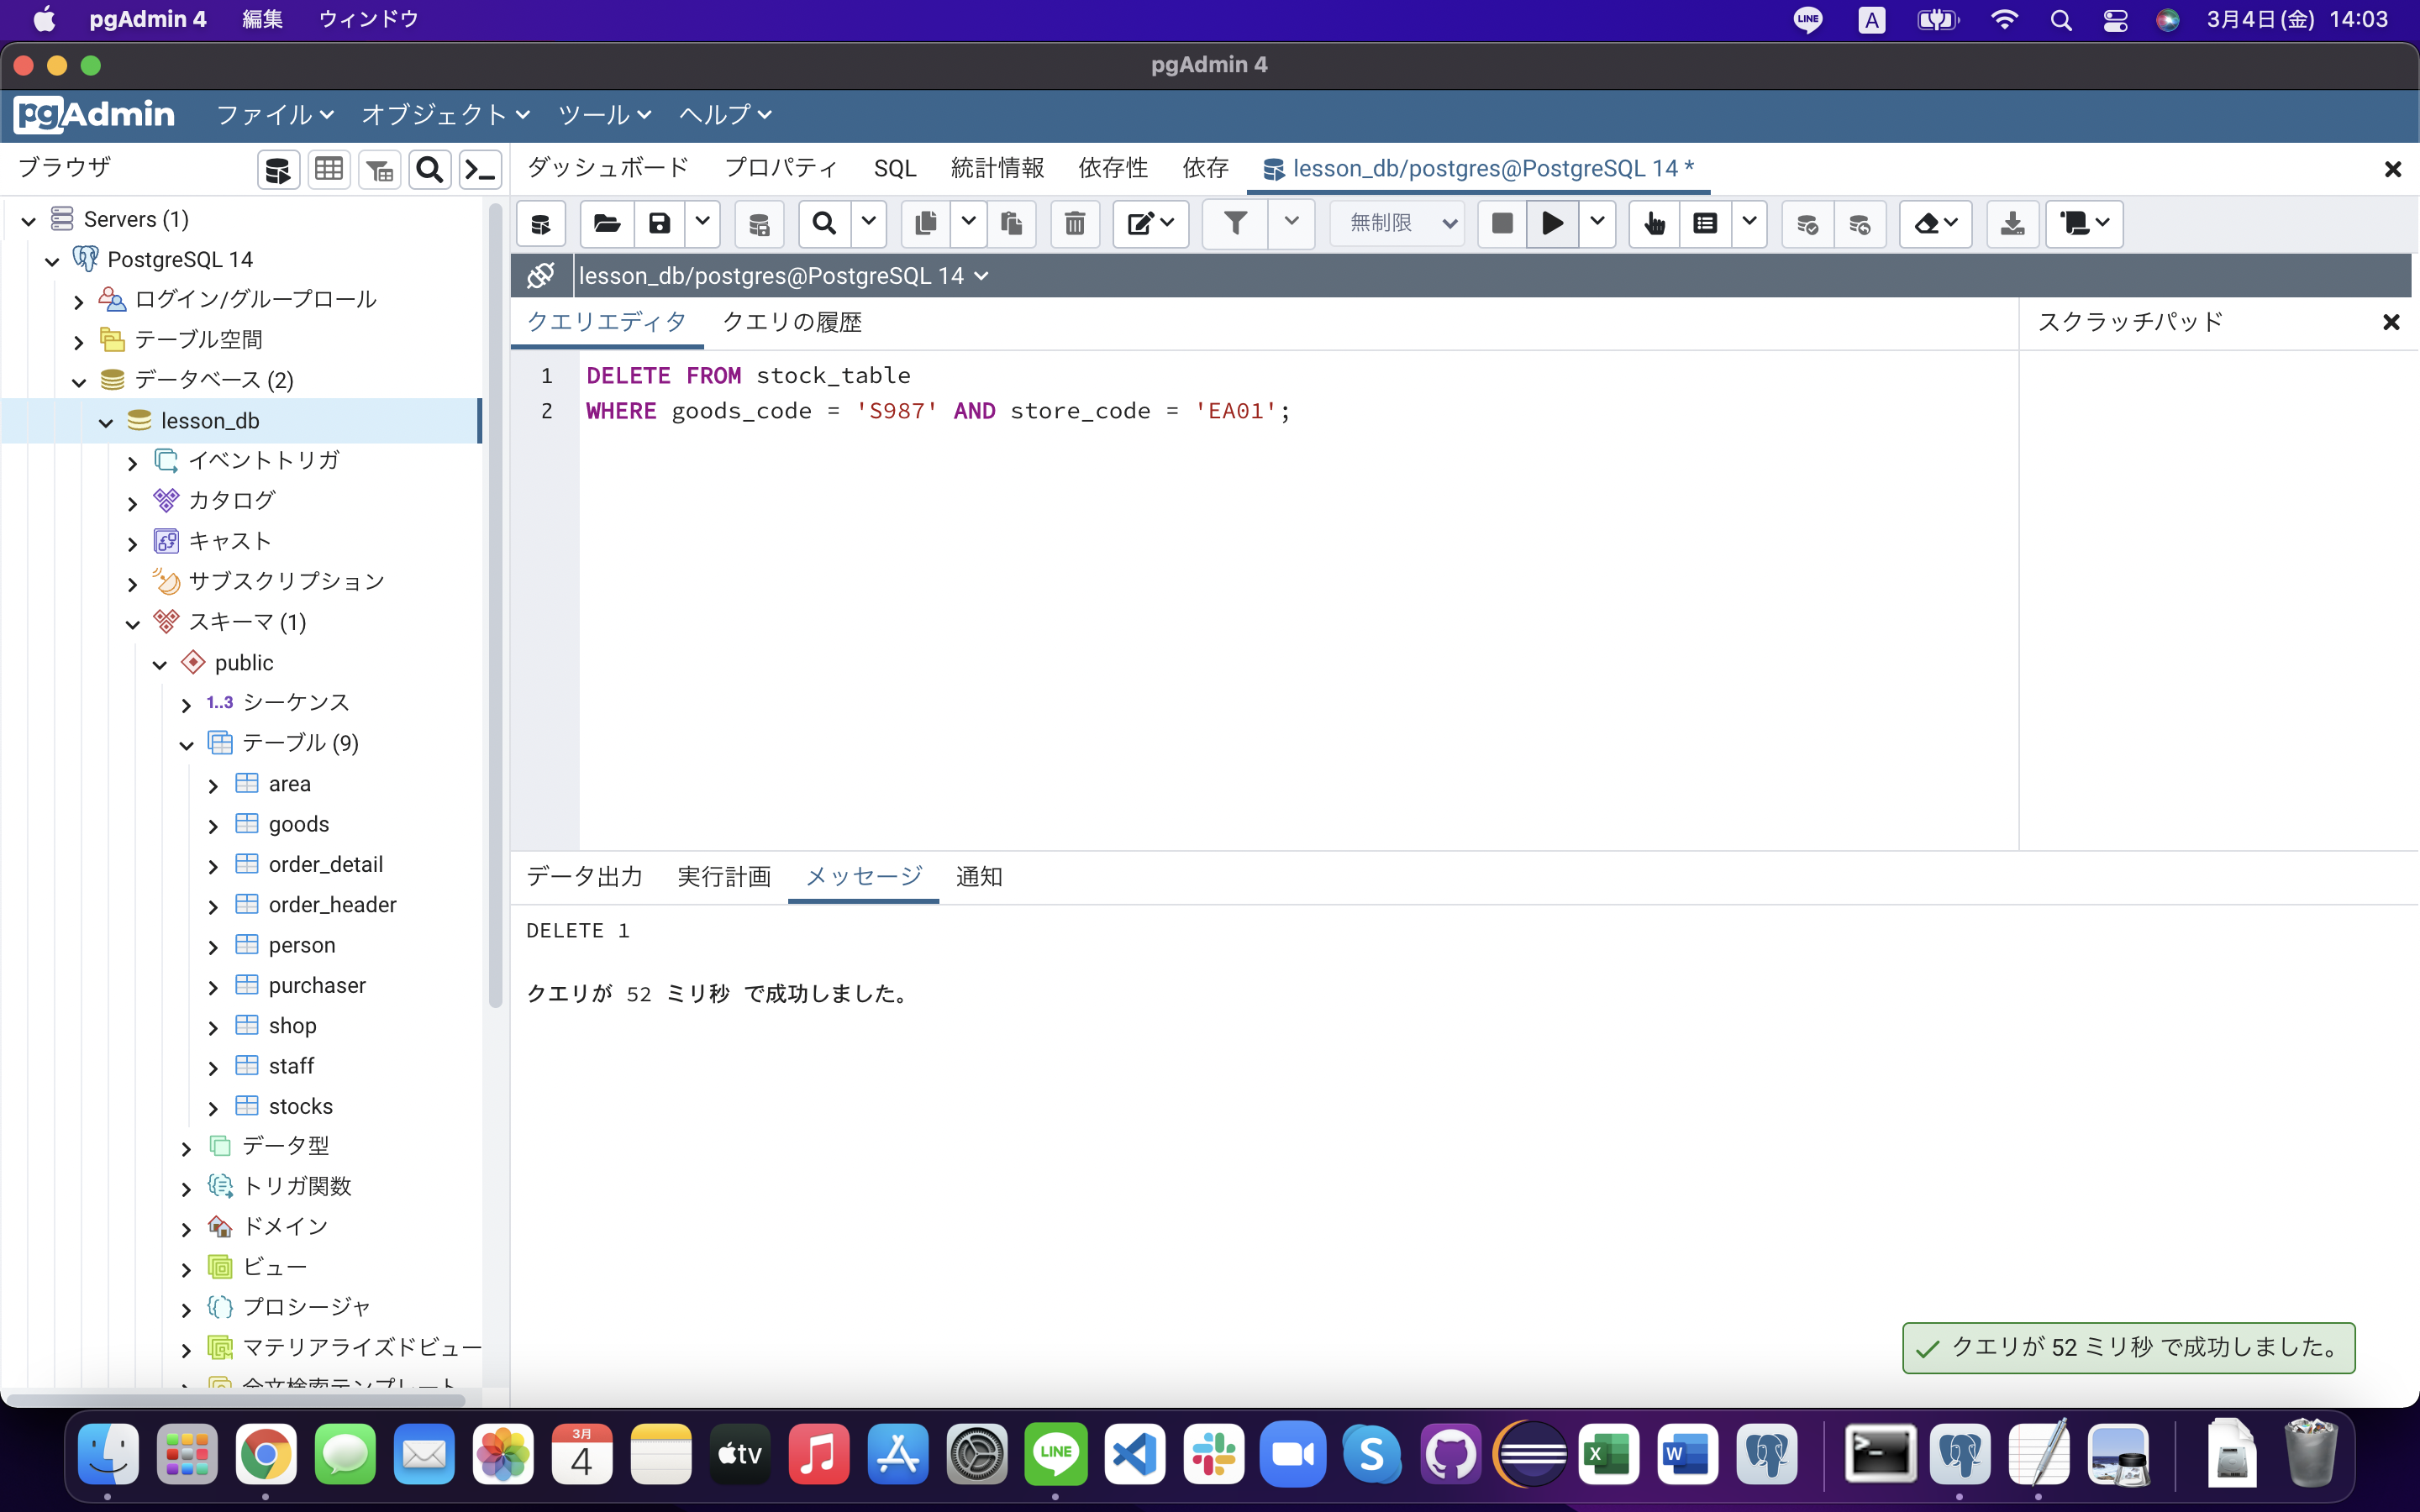 pgAdmin 4 編集 ウィンドウ LINE A 3月4日(金) 14:03
pgAdmin 4
pgAdmin ファイル オブジェクト ツール ヘルプ
ブラウザ ダッシュボード プロパティ SQL 統計情報 依存性 依存 lesson_db/postgres@PostgreSQL 14 *
Servers (1)
無制限
PostgreSQL 14
lesson_db/postgres@PostgreSQL 14
ログイン/グループロール
クエリエディタ クエリの履歴 スクラッチパッド
テーブル空間
データベース (2)
1 DELETE FROM stock_table
2 WHERE goods_code = 'S987' AND store_code = 'EA01';
lesson_db
イベントトリガ
カタログ
キャスト
サブスクリプション
スキーマ (1)
public
1..3 シーケンス
テーブル (9)
area
goods
order_detail
order_header
person
purchaser
shop
staff
stocks
データ型
トリガ関数
ドメイン
ビュー
プロシージャ
マテリアライズドビュー
全文検索テンプレート
データ出力 実行計画 メッセージ 通知
DELETE 1
クエリが 52 ミリ秒 で成功しました。
クエリが 52 ミリ秒 で成功しました。
3月
4
tv
LINE
S
X
W